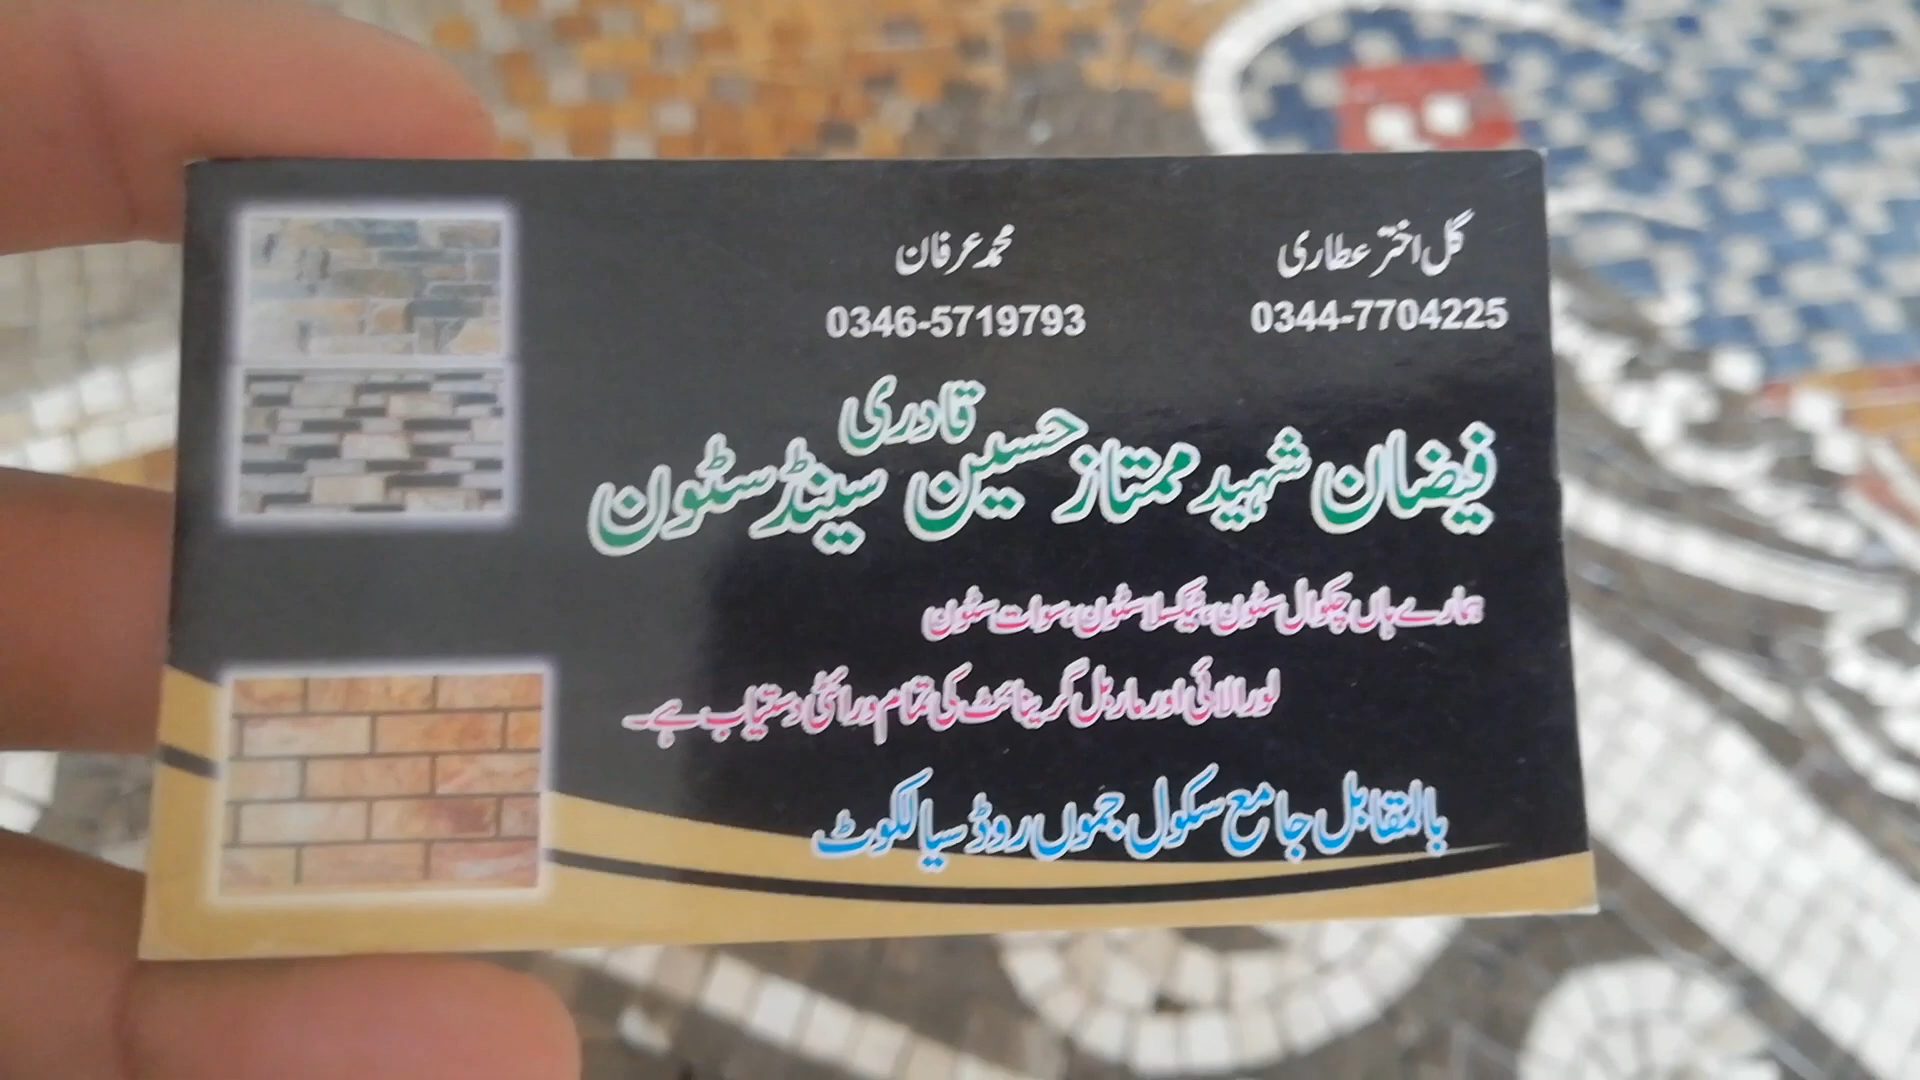 گل اختر عطاری
0344-7704225
محمد عرفان
0346-5719793
فیضان شہید ممتاز حسین قادری سینڈ سٹون
ہمارے ہاں چکوال سٹون، ٹیکسلا سٹون، سوات سٹون
لورالائی اور ماربل گرینائٹ کی تمام ورائٹی دستیاب ہے۔
بالمقابل جامع سکول جموں روڈ سیالکوٹ